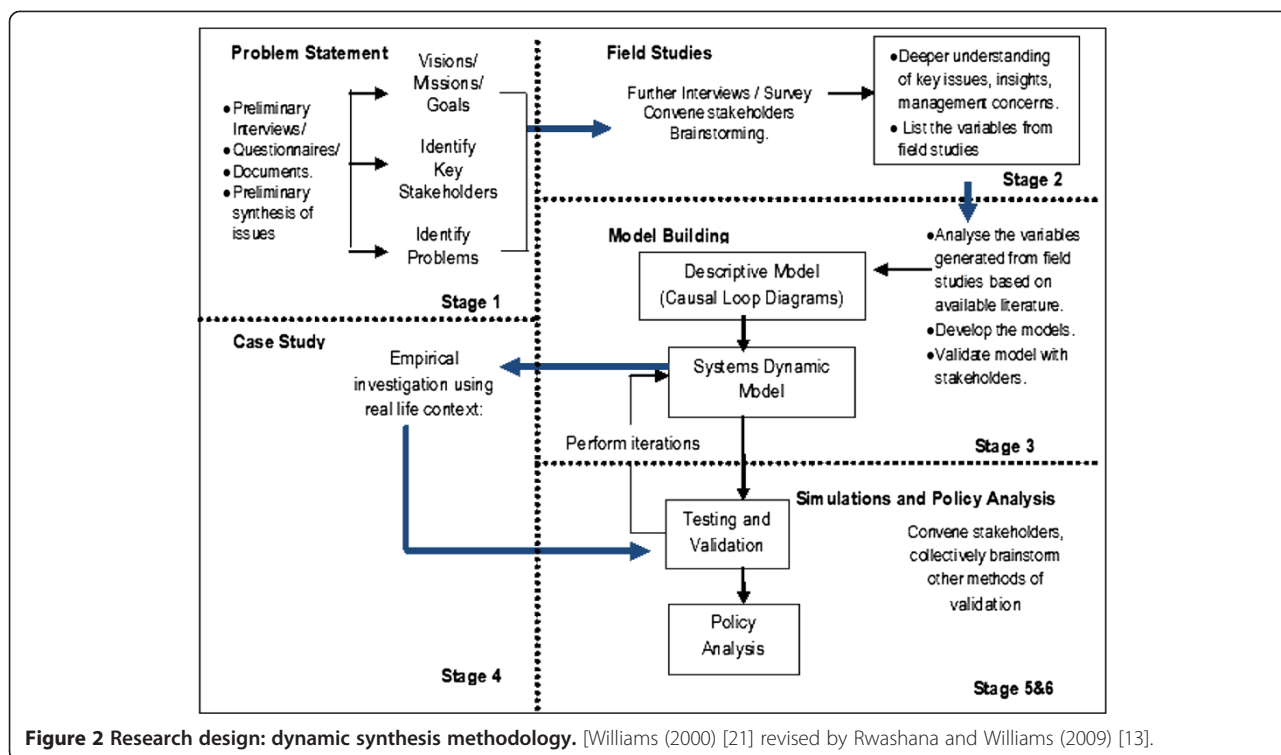 Problem Statement
Visions/
Missions/
Goals
●Preliminary
Interviews/
●Questionnaires/
●Documents.
●Preliminary
synthesis of
issues
Identify
Key
Stakeholders
Identify
Problems
Stage 1
Field Studies
Further Interviews / Survey
Convene stakeholders
Brainstorming.
●Deeper understanding
of key issues, insights,
management concerns.
● List the variables from
field studies
Stage 2
Model Building
●Analyse the variables
generated from field
studies based on
available literature.
●Develop the models.
●Validate model with
stakeholders.
Descriptive Model
(Causal Loop Diagrams)
Systems Dynamic
Model
Perform iterations
Stage 3
Case Study
Empirical
investigation using
real life context:
Stage 4
Simulations and Policy Analysis
Testing and
Validation
Convene stakeholders,
collectively brainstorm
other methods of
validation
Policy
Analysis
Stage 5&6
Figure 2 Research design: dynamic synthesis methodology. [Williams (2000) [21] revised by Rwashana and Williams (2009) [13].